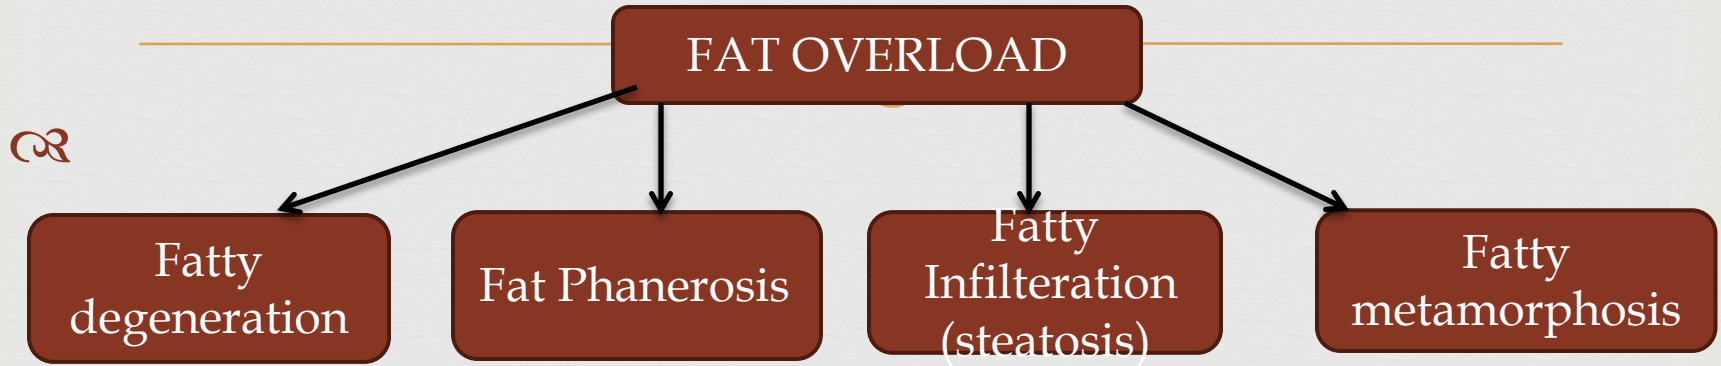 FAT OVERLOAD
Fatty
degeneration
Fat Phanerosis
Fatty
Infilteration
(steatosis)
Fatty
metamorphosis